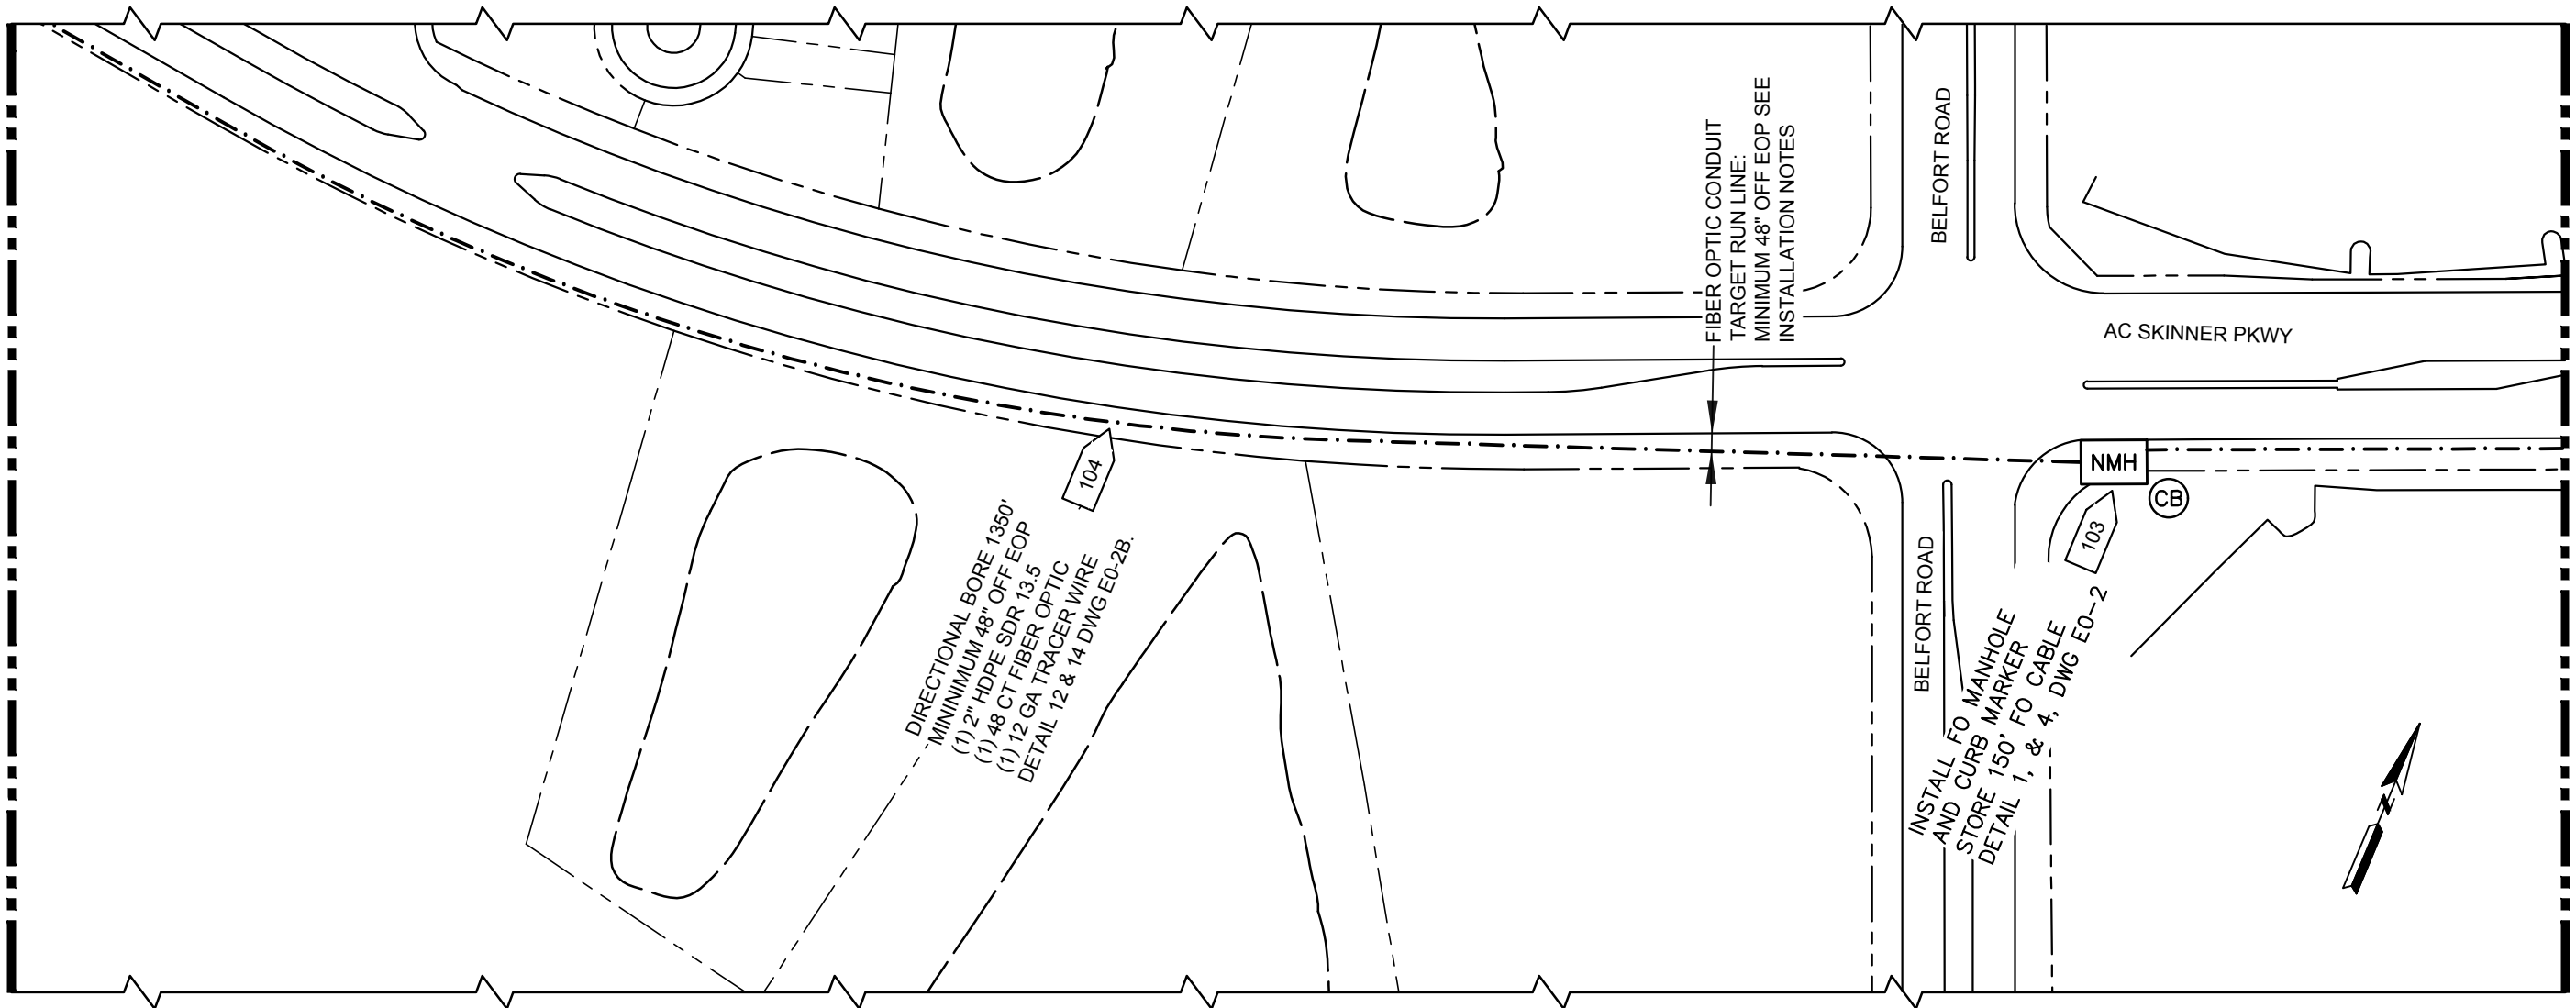 FIBER OPTIC CONDUIT
TARGET RUN LINE:
MINIMUM 48" OFF EOP SEE
INSTALLATION NOTES
BELFORT ROAD
AC SKINNER PKWY
NMH
CB
104
DIRECTIONAL BORE 1350'
MININIMUM 48" OFF EOP
(1) 2" HDPE SDR 13.5
(1) 48 CT FIBER OPTIC
(1) 12 GA TRACER WIRE
DETAIL 12 & 14 DWG E0-2B.
BELFORT ROAD
103
INSTALL FO MANHOLE
AND CURB MARKER
STORE 150' FO CABLE
DETAIL 1, & 4, DWG E0-2
N